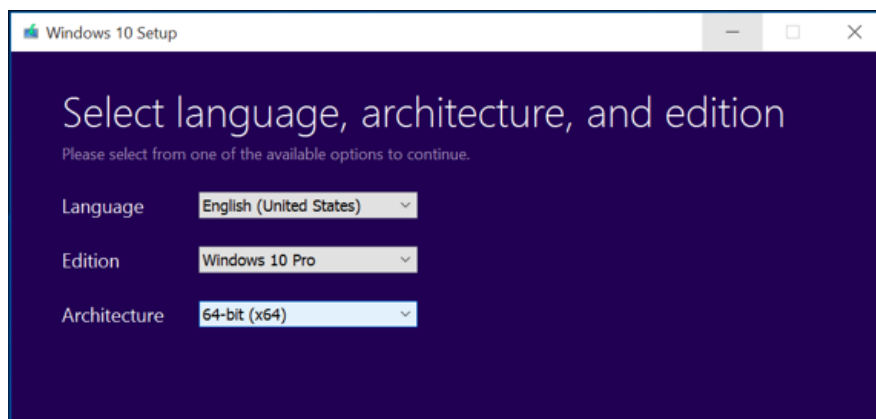 Windows 10 Setup
Select language, architecture, and edition
Please select from one of the available options to continue.
Language English (United States)
Edition Windows 10 Pro
Architecture 64-bit (x64)